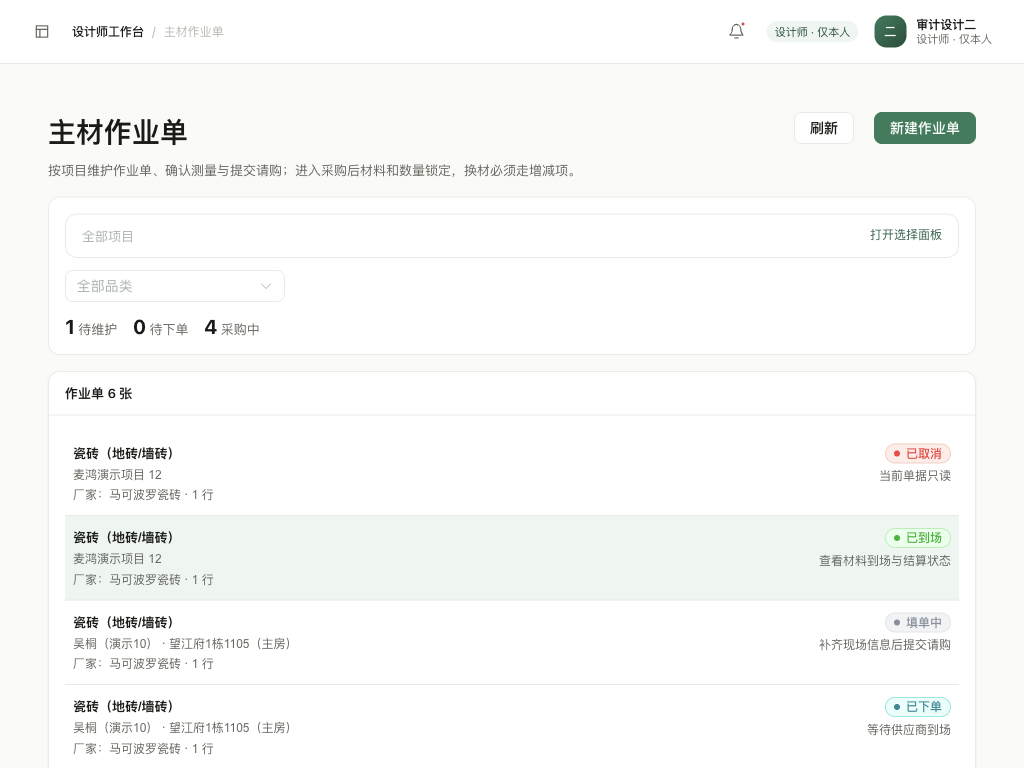 设计师工作台 / 主材作业单
设计师 · 仅本人
二
审计设计二
设计师 · 仅本人
主材作业单
刷新
新建作业单
按项目维护作业单、确认测量与提交请购；进入采购后材料和数量锁定，换材必须走增减项。
全部项目
打开选择面板
全部品类
1 待维护 0 待下单 4 采购中
作业单 6 张
瓷砖（地砖/墙砖）
已取消
麦鸿演示项目 12
当前单据只读
厂家：马可波罗瓷砖 · 1 行
瓷砖（地砖/墙砖）
已到场
麦鸿演示项目 12
查看材料到场与结算状态
厂家：马可波罗瓷砖 · 1 行
瓷砖（地砖/墙砖）
填单中
吴桐（演示10） · 望江府1栋1105（主房）
补齐现场信息后提交请购
厂家：马可波罗瓷砖 · 1 行
瓷砖（地砖/墙砖）
已下单
吴桐（演示10） · 望江府1栋1105（主房）
等待供应商到场
厂家：马可波罗瓷砖 · 1 行